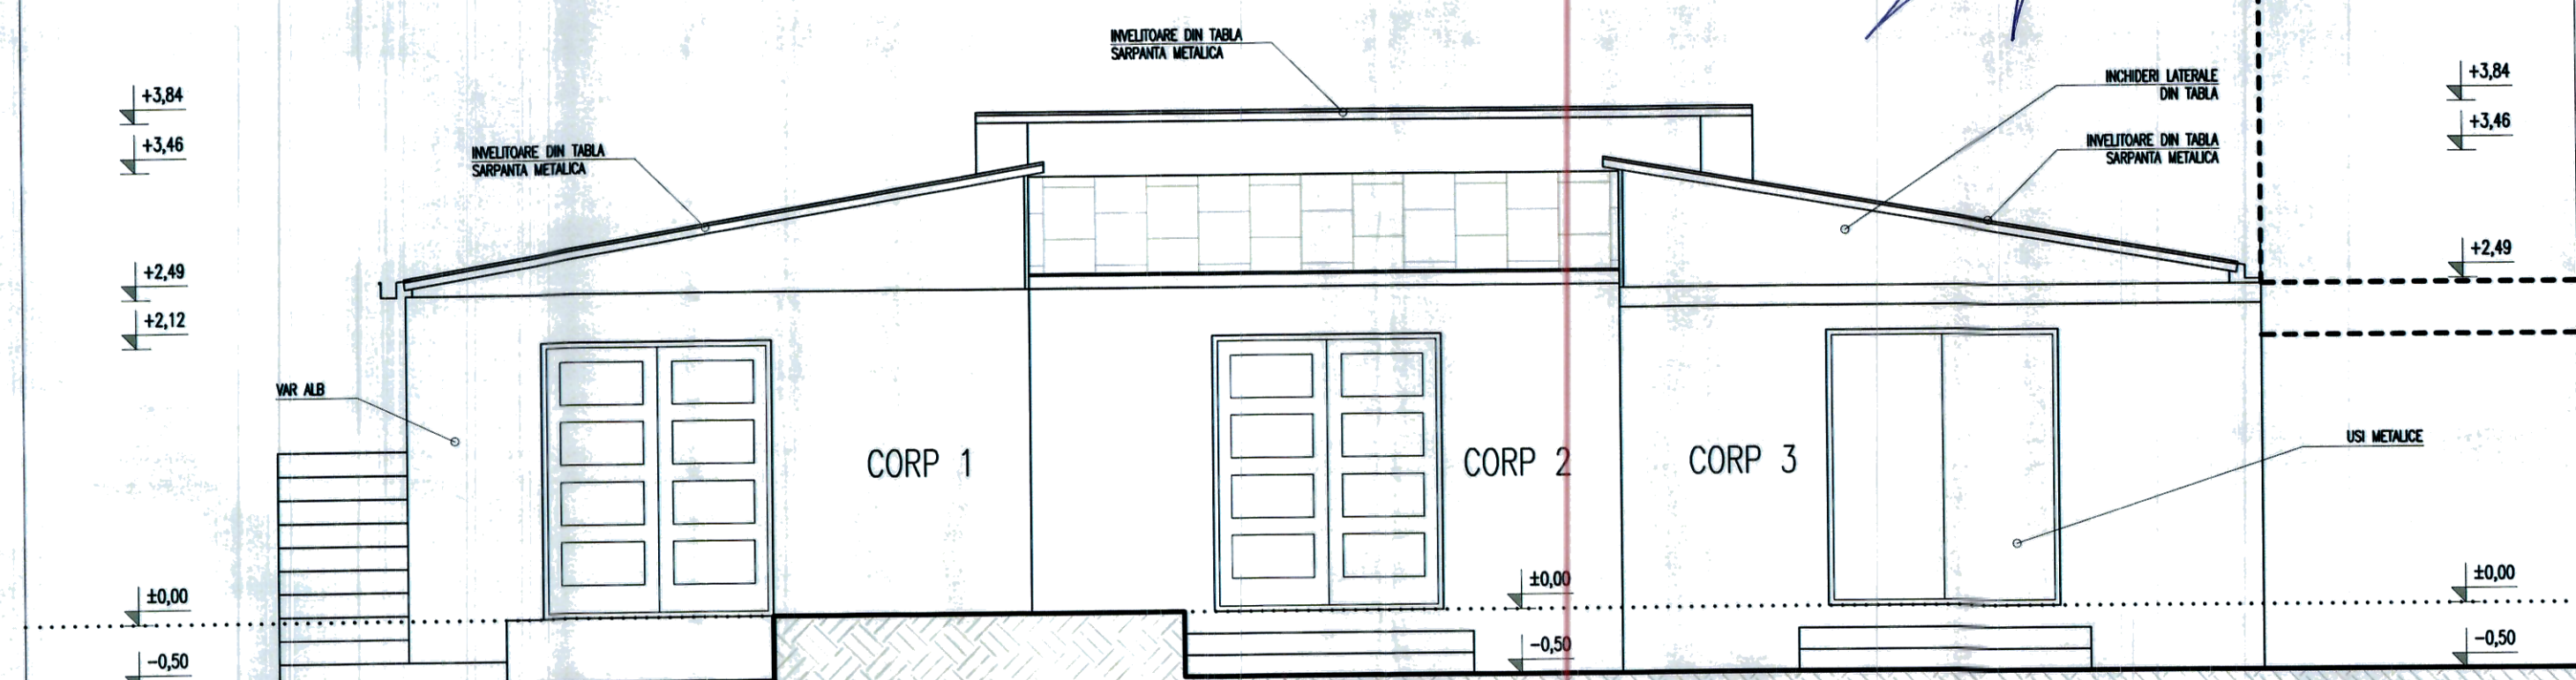 INVELITOARE DIN TABLA
SARPANTA METALICA
INCHIDERI LATERALE
DIN TABLA
+3,84
+3,84
+3,46
+3,46
INVELITOARE DIN TABLA
SARPANTA METALICA
INVELITOARE DIN TABLA
SARPANTA METALICA
+2,49
+2,49
+2,12
VAR ALB
USI METALICE
CORP 1
CORP 2
CORP 3
±0,00
±0,00
±0,00
-0,50
-0,50
-0,50